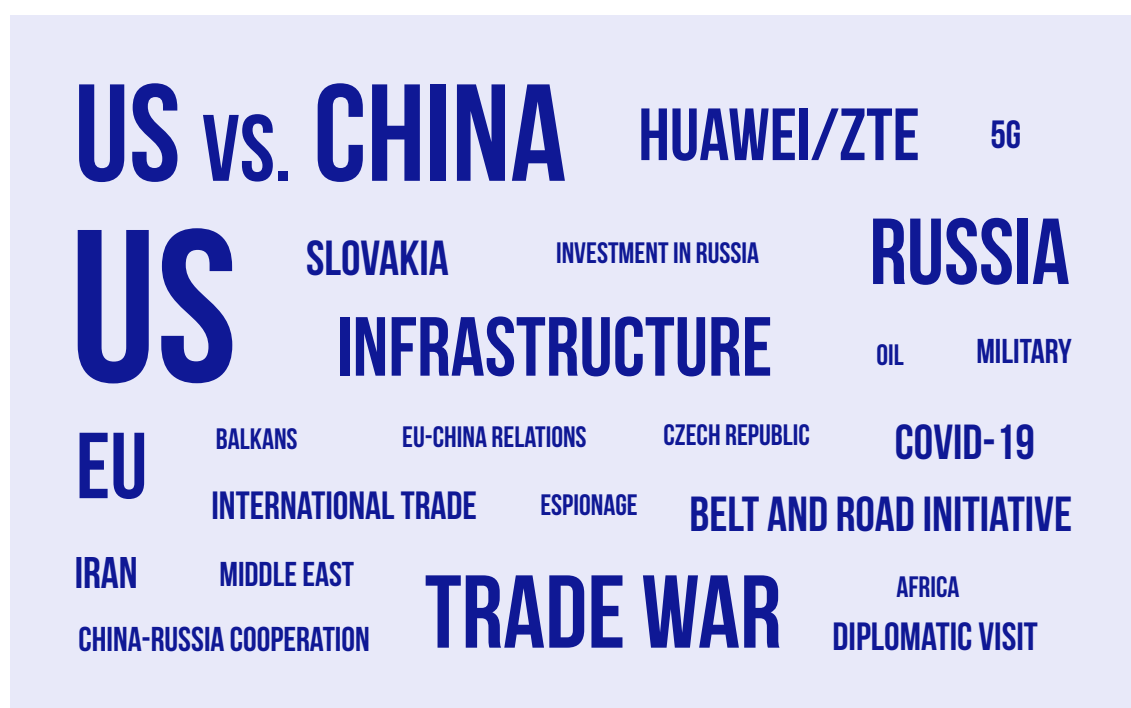 US VS. CHINA
HUAWEI/ZTE
5G
US
SLOVAKIA
INVESTMENT IN RUSSIA
RUSSIA
INFRASTRUCTURE
OIL
MILITARY
EU
BALKANS
EU-CHINA RELATIONS
CZECH REPUBLIC
COVID-19
INTERNATIONAL TRADE
ESPIONAGE
BELT AND ROAD INITIATIVE
IRAN
MIDDLE EAST
TRADE WAR
AFRICA
CHINA-RUSSIA COOPERATION
DIPLOMATIC VISIT